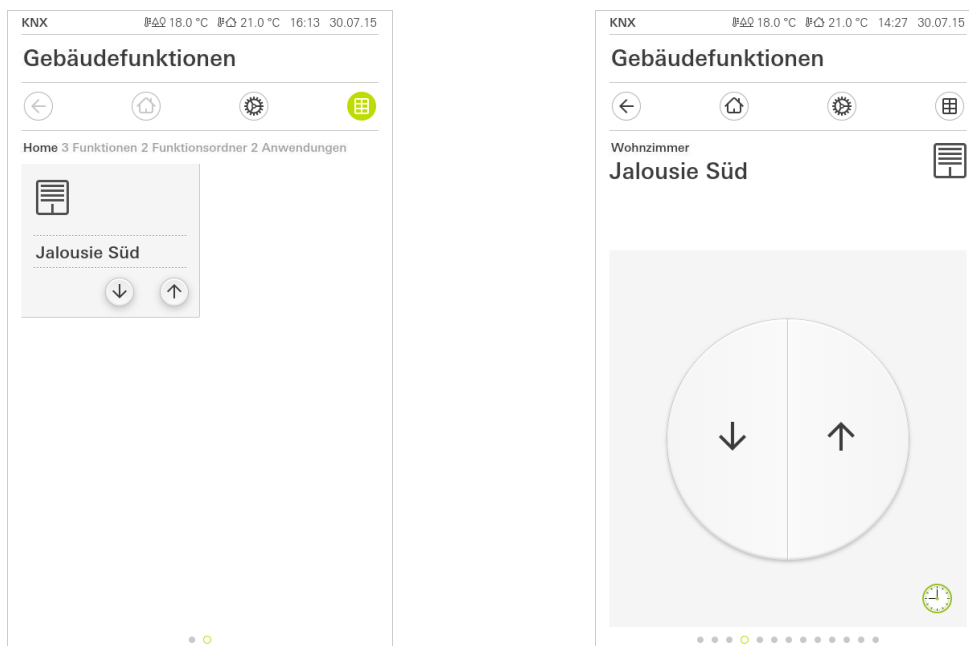 KNX 18.0 °C 21.0 °C 16:13 30.07.15
Gebäudefunktionen
Home 3 Funktionen 2 Funktionsordner 2 Anwendungen
Jalousie Süd
KNX 18.0 °C 21.0 °C 14:27 30.07.15
Gebäudefunktionen
Wohnzimmer
Jalousie Süd